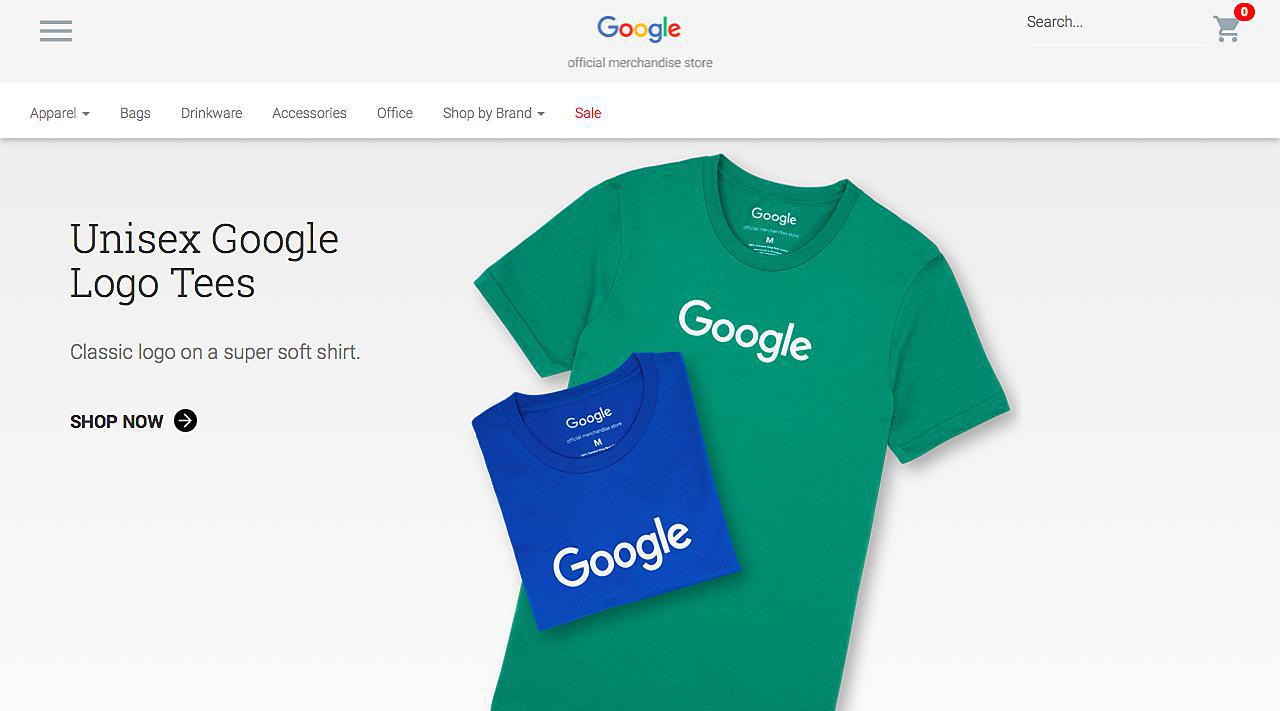 Google
official merchandise store
Search...
0
Apparel
Bags
Drinkware
Accessories
Office
Shop by Brand
Sale
Unisex Google
Logo Tees
Classic logo on a super soft shirt.
SHOP NOW
Google
official merchandise store
M
Google
Google
official merchandise store
M
Google